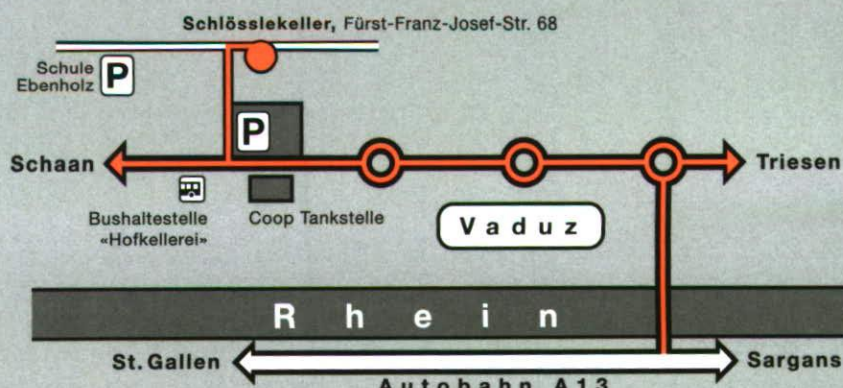 Schlösslekeller, Fürst-Franz-Josef-Str. 68
Schule
Ebenholz
P
P
Schaan
Triesen
Bushaltestelle
«Hofkellerei»
Coop Tankstelle
Vaduz
Rhein
St. Gallen
Sargans
Autobahn A13